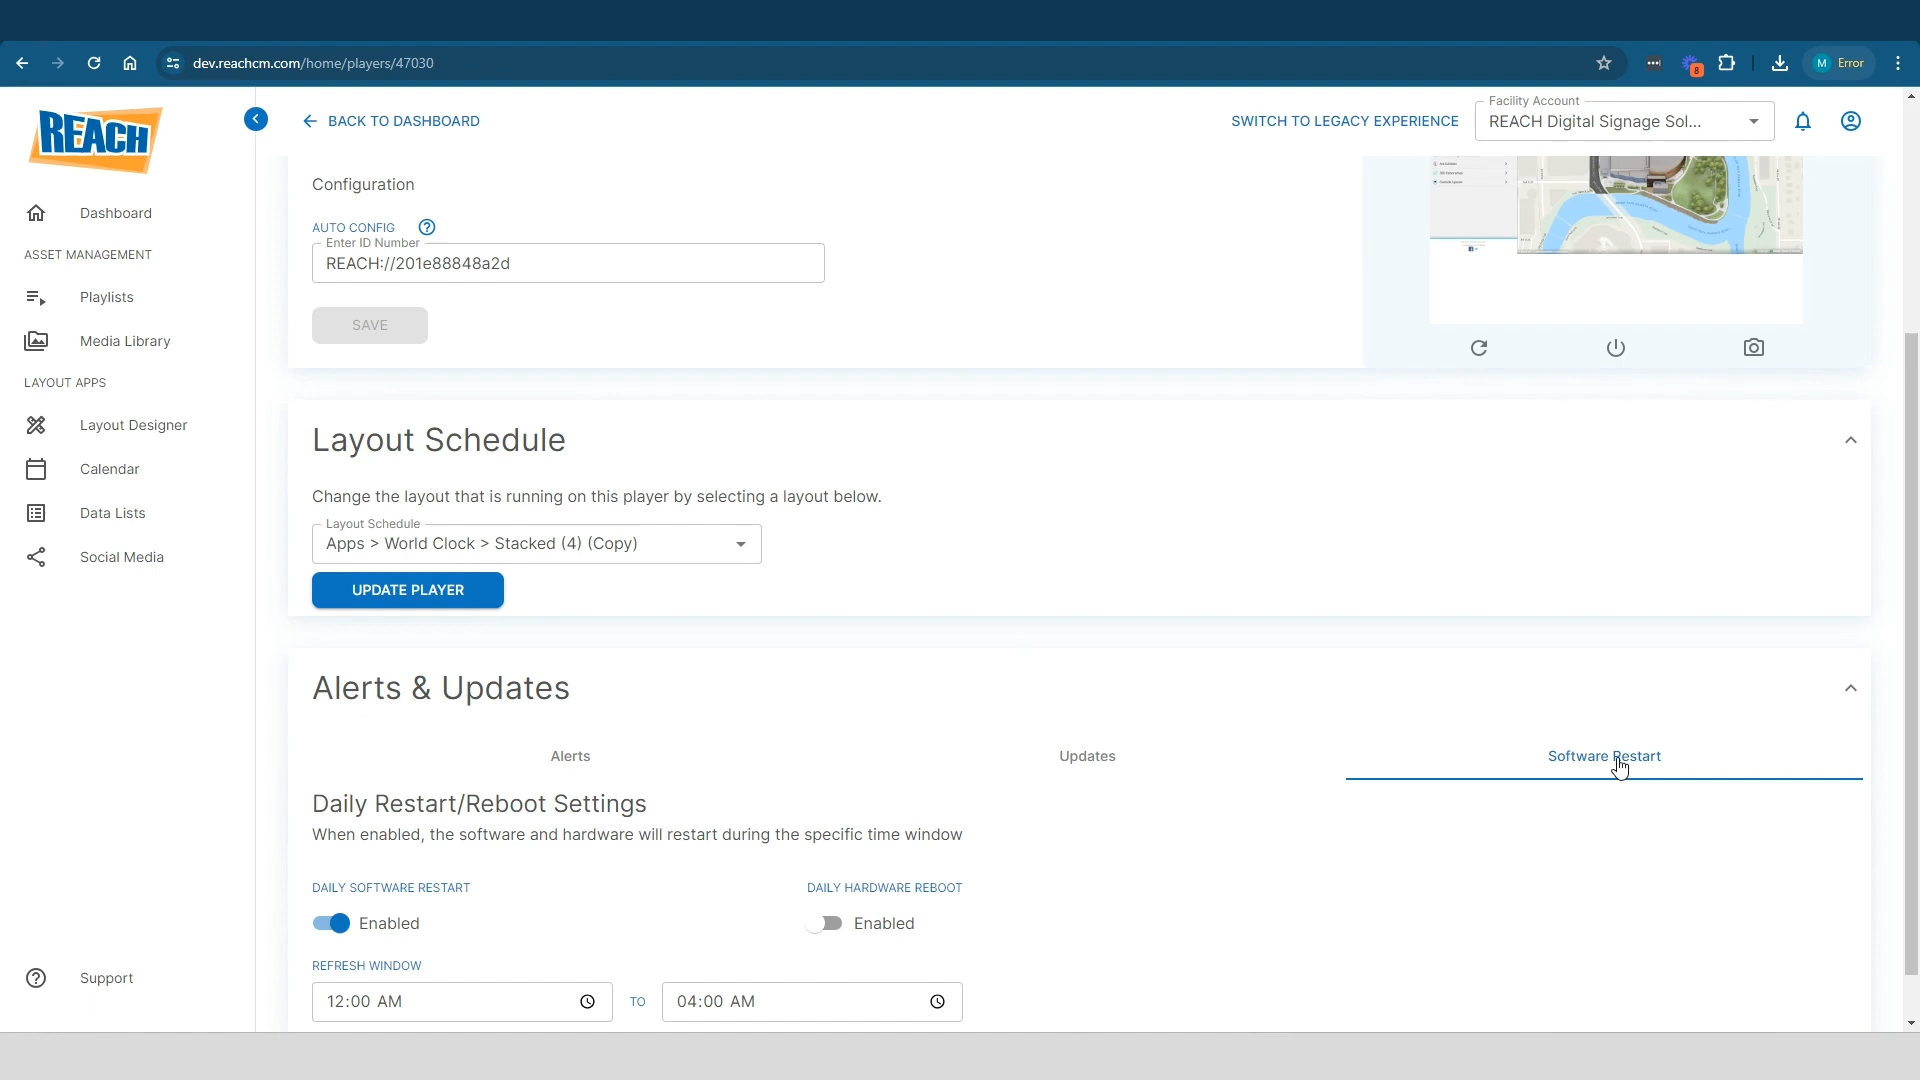 dev.reachcm.com/home/players/47030
8
M Error
REACH
BACK TO DASHBOARD
SWITCH TO LEGACY EXPERIENCE
Facility Account
REACH Digital Signage Sol...
Dashboard
ASSET MANAGEMENT
Playlists
Media Library
LAYOUT APPS
Layout Designer
Calendar
Data Lists
Social Media
Support
Configuration
AUTO CONFIG
Enter ID Number
REACH://201e88848a2d
SAVE
Layout Schedule
Change the layout that is running on this player by selecting a layout below.
Layout Schedule
Apps > World Clock > Stacked (4) (Copy)
UPDATE PLAYER
Alerts & Updates
Alerts
Updates
Software Restart
Daily Restart/Reboot Settings
When enabled, the software and hardware will restart during the specific time window
DAILY SOFTWARE RESTART
DAILY HARDWARE REBOOT
Enabled
Enabled
REFRESH WINDOW
12:00 AM
TO
04:00 AM